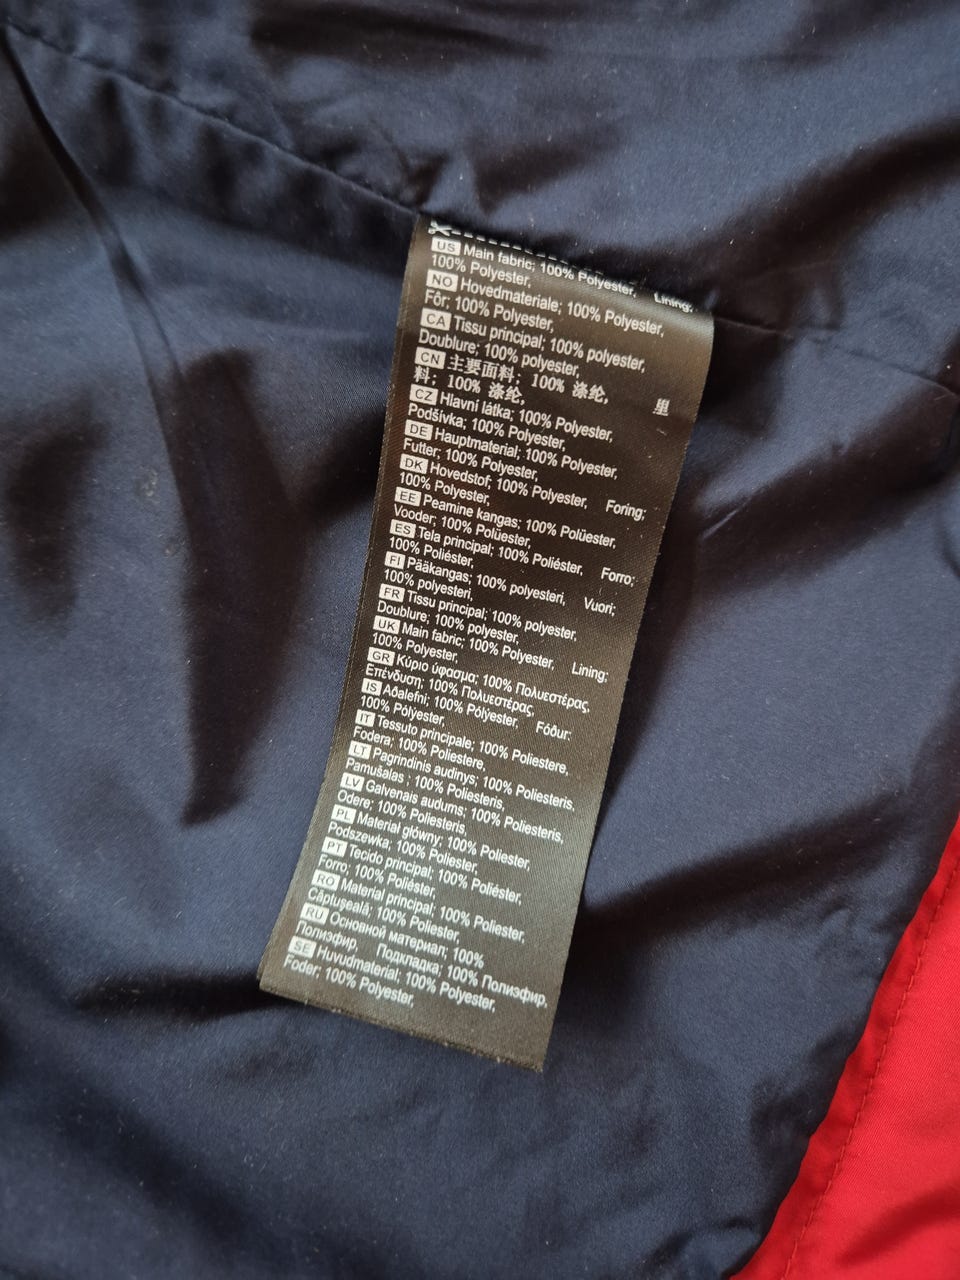 US Main fabric; 100% Polyester, Lining;
100% Polyester,
NO Hovedmateriale; 100% Polyester,
Fôr; 100% Polyester,
CA Tissu principal; 100% polyester,
Doublure; 100% polyester,
CN 主要面料; 100% 涤纶, 里
料; 100% 涤纶,
CZ Hlavní látka; 100% Polyester,
Podšívka; 100% Polyester,
DE Hauptmaterial; 100% Polyester,
Futter; 100% Polyester,
DK Hovedstof; 100% Polyester, Foring;
100% Polyester,
EE Peamine kangas; 100% Polüester,
Vooder; 100% Polüester,
ES Tela principal; 100% Poliéster, Forro;
100% Poliéster,
FI Pääkangas; 100% polyesteri, Vuori;
100% polyesteri,
FR Tissu principal; 100% polyester,
Doublure; 100% polyester,
UK Main fabric; 100% Polyester, Lining;
100% Polyester,
GR Κύριο ύφασμα; 100% Πολυεστέρας,
Επένδυση; 100% Πολυεστέρας,
IS Aðalefni; 100% Pólýester, Fóður;
100% Pólýester,
IT Tessuto principale; 100% Poliestere,
Fodera; 100% Poliestere,
LT Pagrindinis audinys; 100% Poliesteris,
Pamušalas ; 100% Poliesteris,
LV Galvenais audums; 100% Poliesteris,
Odere; 100% Poliesteris,
PL Materiał główny; 100% Poliester,
Podszewka; 100% Poliester,
PT Tecido principal; 100% Poliéster,
Forro; 100% Poliéster,
RO Material principal; 100% Poliester,
Căptușeală; 100% Poliester,
RU Основной материал; 100%
Полиэфир, Подкладка; 100% Полиэфир,
SE Huvudmaterial; 100% Polyester,
Foder; 100% Polyester,